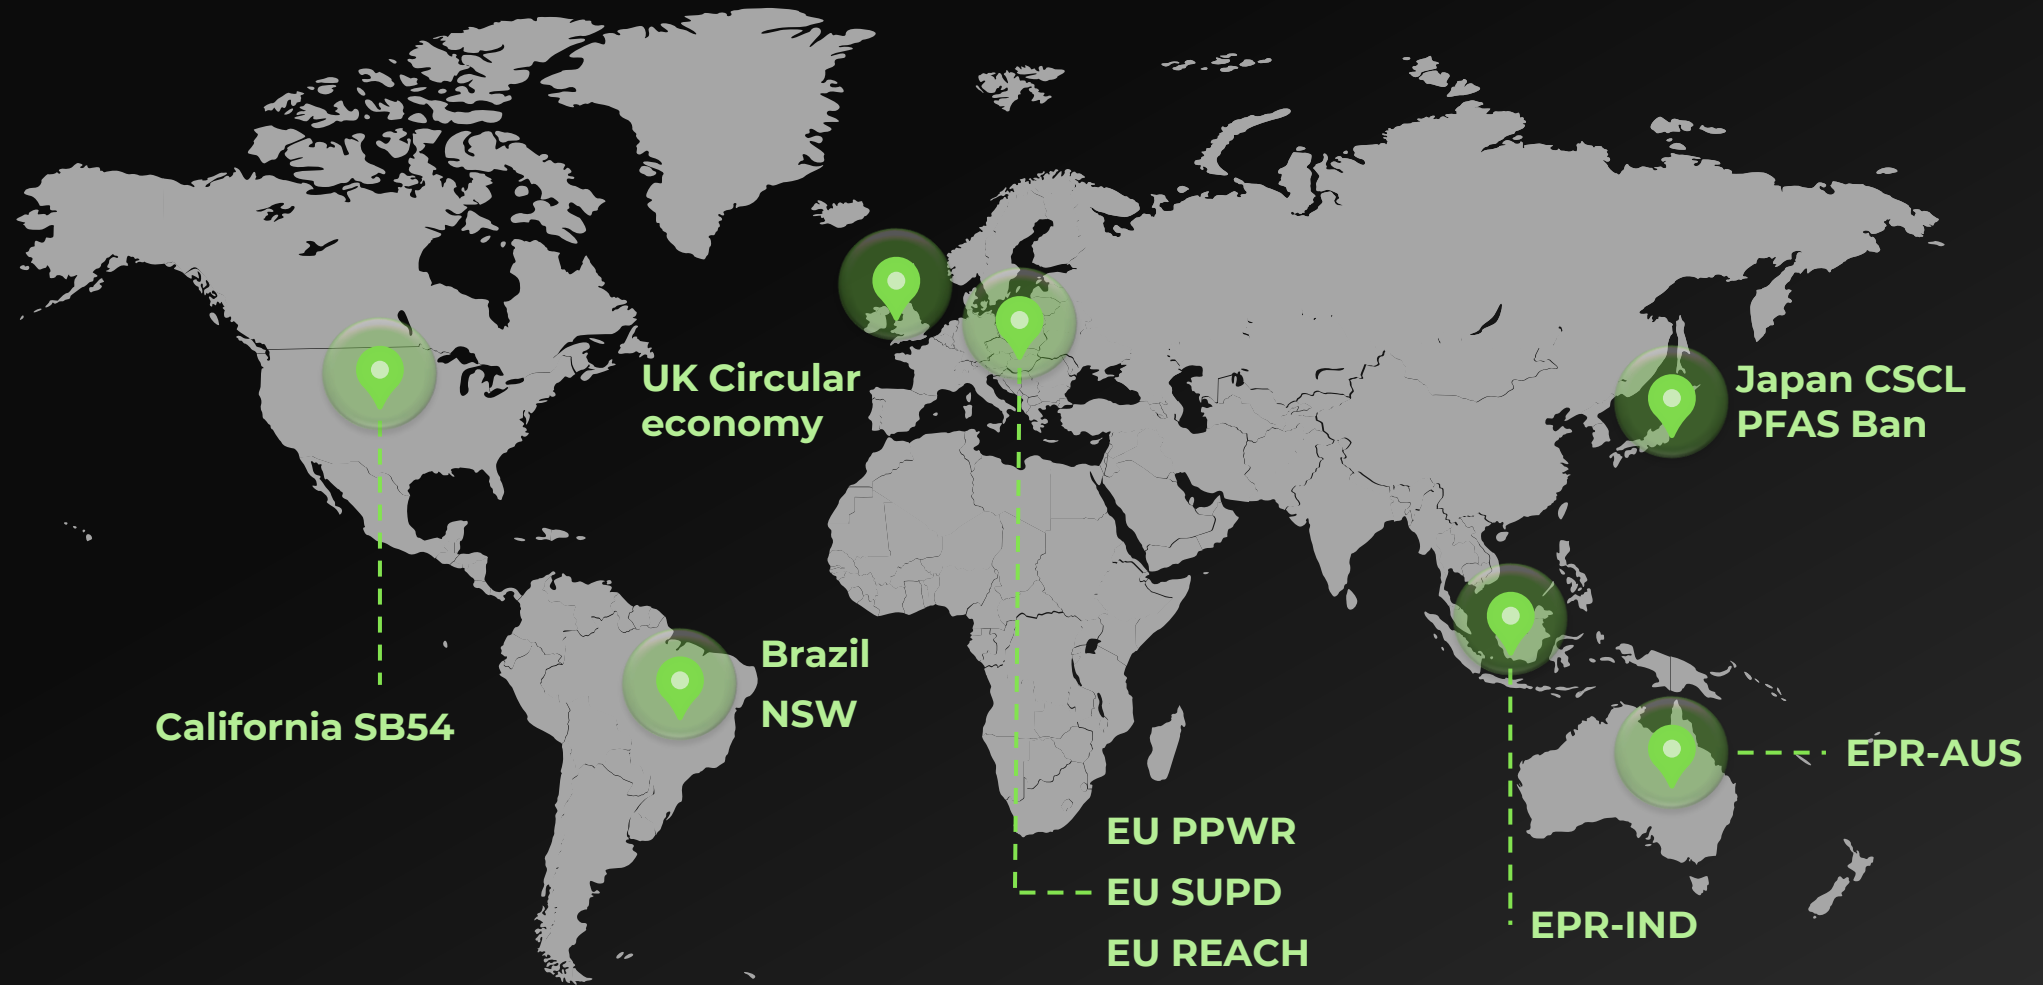 UK Circular
economy
Japan CSCL
PFAS Ban
Brazil
NSW
California SB54
EPR-AUS
EU PPWR
EU SUPD
EU REACH
EPR-IND